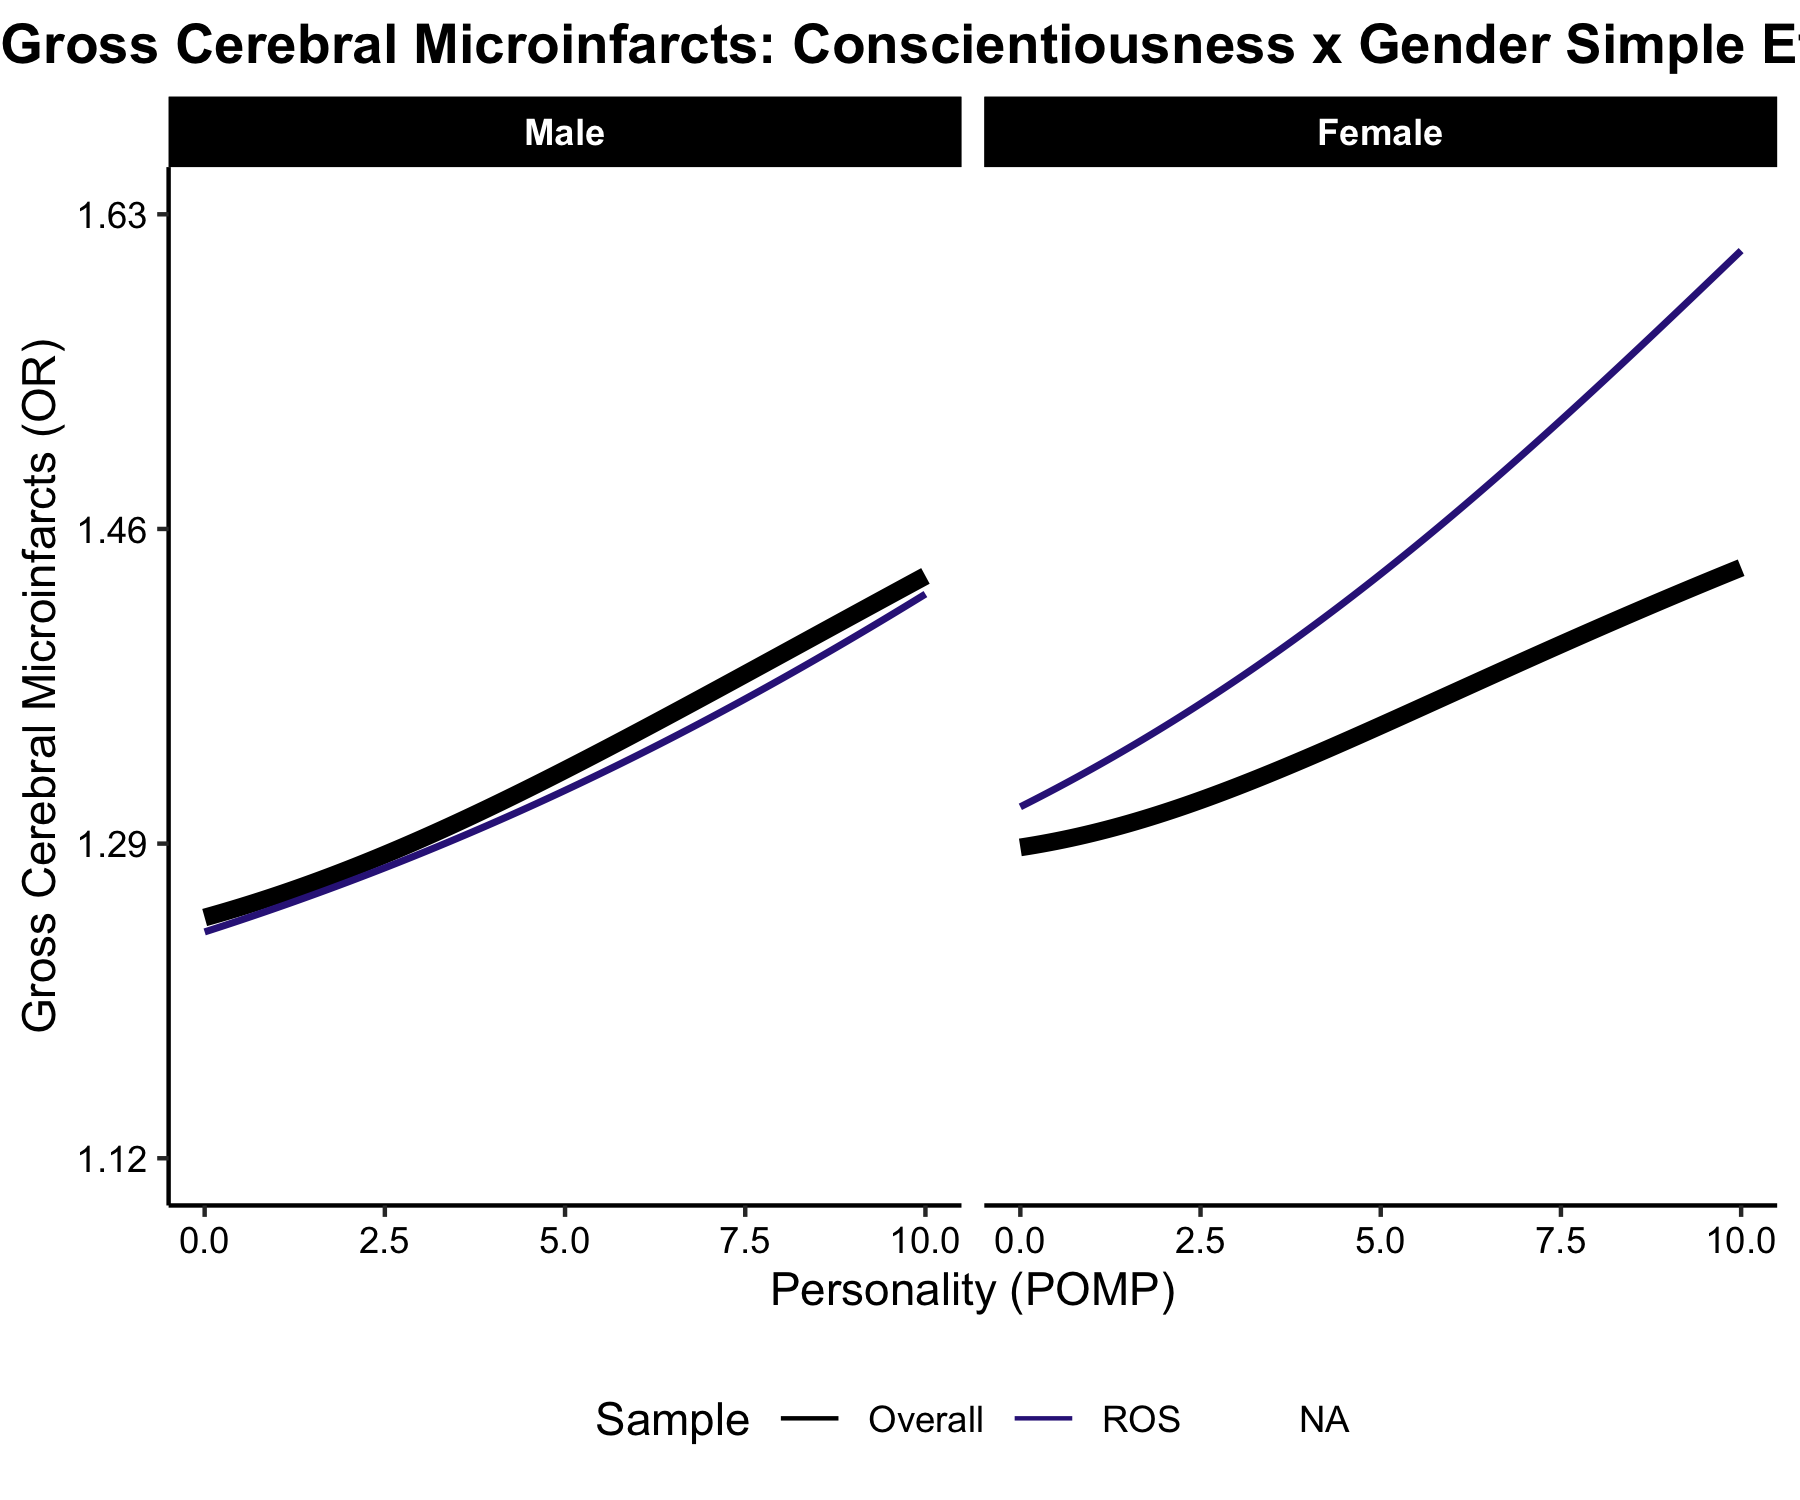 Gross Cerebral Microinfarcts: Conscientiousness x Gender Simple
Male
Female
Gross Cerebral Microinfarcts (OR)
1.63
1.46
1.29
1.12
0.0 2.5 5.0 7.5 10.0
0.0 2.5 5.0 7.5 10.0
Personality (POMP)
Sample Overall ROS NA